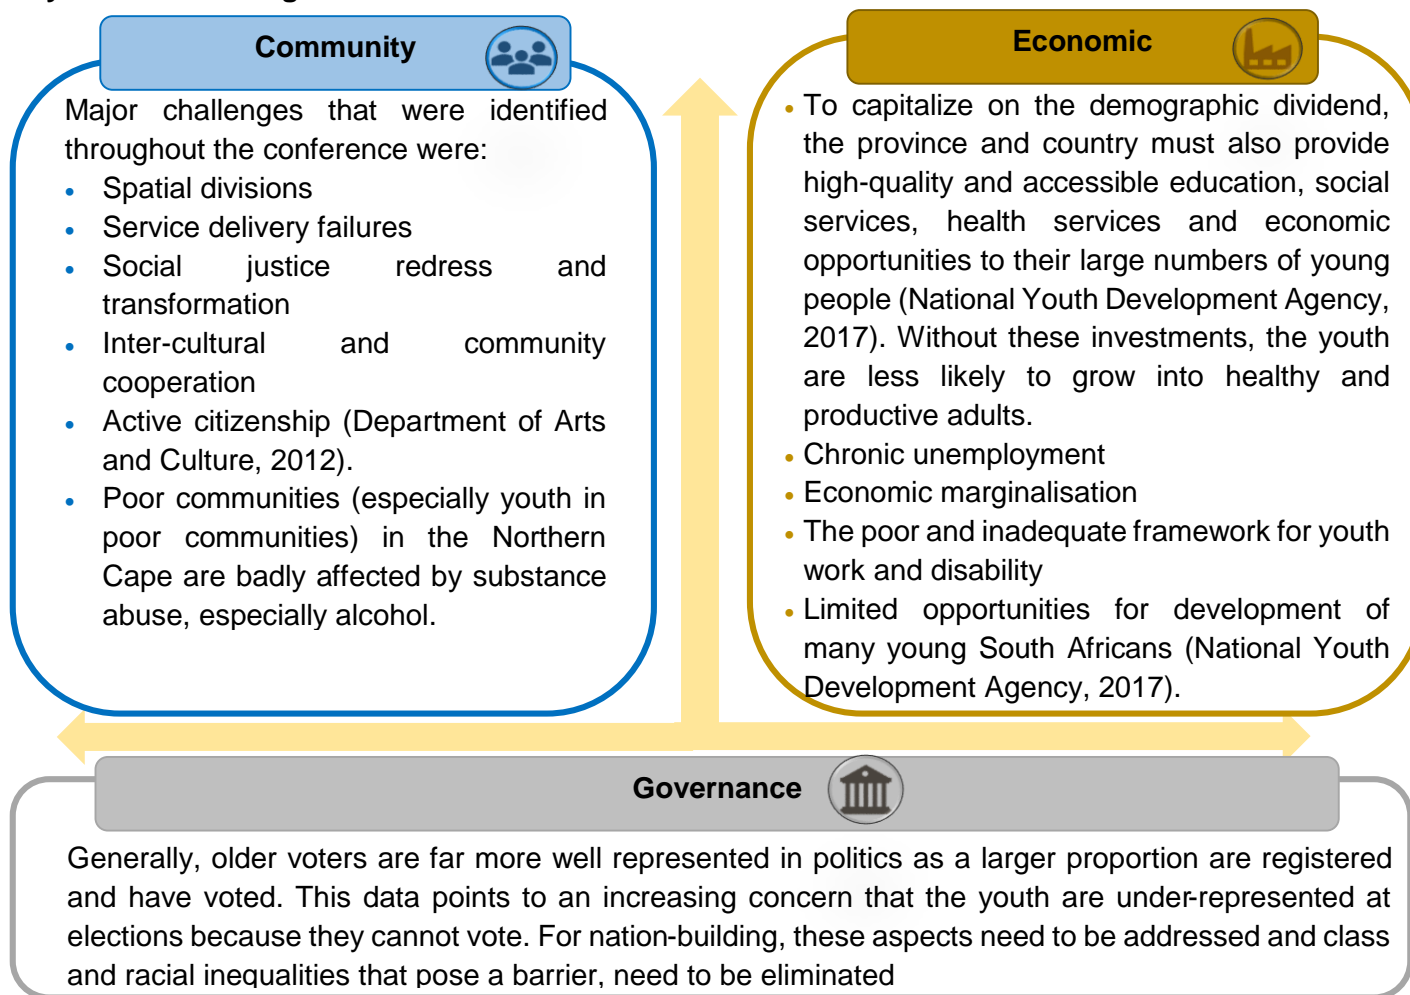 Community
Major challenges that were identified
throughout the conference were:
• Spatial divisions
• Service delivery failures
• Social justice redress and
transformation
• Inter-cultural and community
cooperation
• Active citizenship (Department of Arts
and Culture, 2012).
• Poor communities (especially youth in
poor communities) in the Northern
Cape are badly affected by substance
abuse, especially alcohol.
Economic
• To capitalize on the demographic dividend,
the province and country must also provide
high-quality and accessible education, social
services, health services and economic
opportunities to their large numbers of young
people (National Youth Development Agency,
2017). Without these investments, the youth
are less likely to grow into healthy and
productive adults.
• Chronic unemployment
• Economic marginalisation
• The poor and inadequate framework for youth
work and disability
• Limited opportunities for development of
many young South Africans (National Youth
Development Agency, 2017).
Governance
Generally, older voters are far more well represented in politics as a larger proportion are registered
and have voted. This data points to an increasing concern that the youth are under-represented at
elections because they cannot vote. For nation-building, these aspects need to be addressed and class
and racial inequalities that pose a barrier, need to be eliminated